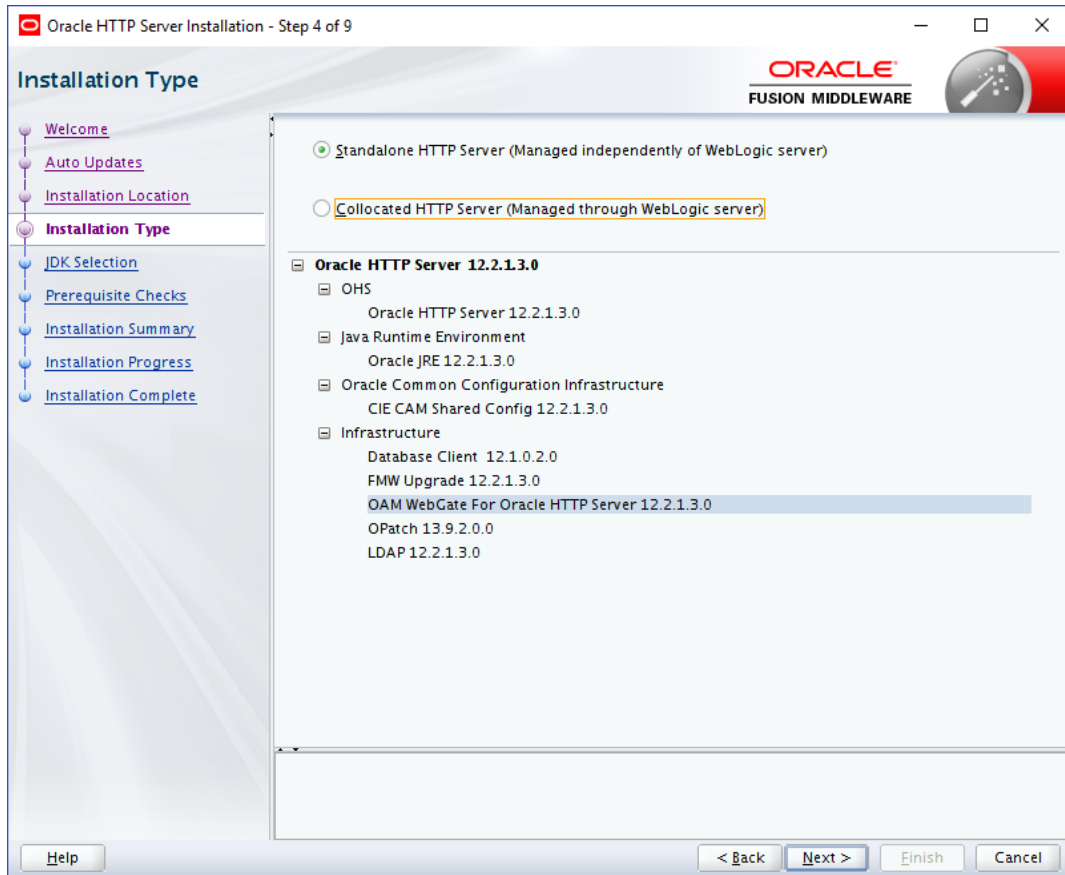 Oracle HTTP Server Installation - Step 4 of 9
Installation Type
ORACLE
FUSION MIDDLEWARE
Welcome
Auto Updates
Installation Location
Installation Type
JDK Selection
Prerequisite Checks
Installation Summary
Installation Progress
Installation Complete
Standalone HTTP Server (Managed independently of WebLogic server)
Collocated HTTP Server (Managed through WebLogic server)
Oracle HTTP Server 12.2.1.3.0
OHS
Oracle HTTP Server 12.2.1.3.0
Java Runtime Environment
Oracle JRE 12.2.1.3.0
Oracle Common Configuration Infrastructure
CIE CAM Shared Config 12.2.1.3.0
Infrastructure
Database Client 12.1.0.2.0
FMW Upgrade 12.2.1.3.0
OAM WebGate For Oracle HTTP Server 12.2.1.3.0
OPatch 13.9.2.0.0
LDAP 12.2.1.3.0
Help
< Back
Next >
Finish
Cancel